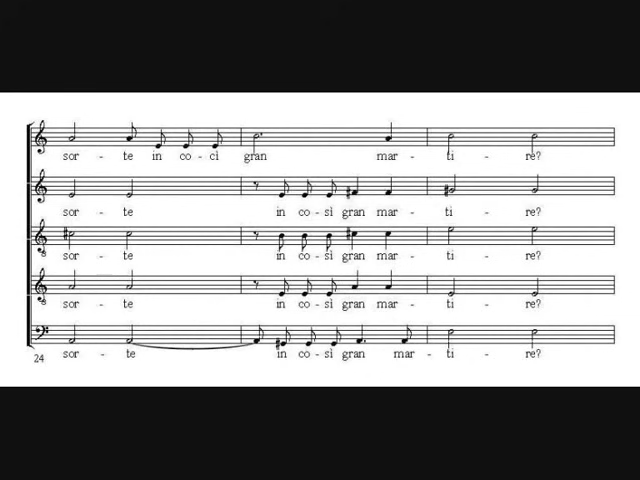 sor - te in co - ci gran mar - ti - re?
sor - te in co - sì gran mar - ti - re?
sor - te in co - sì gran mar - ti - re?
sor - te in co - sì gran mar - ti - re?
24 sor - te in co - sì gran mar - ti - re?